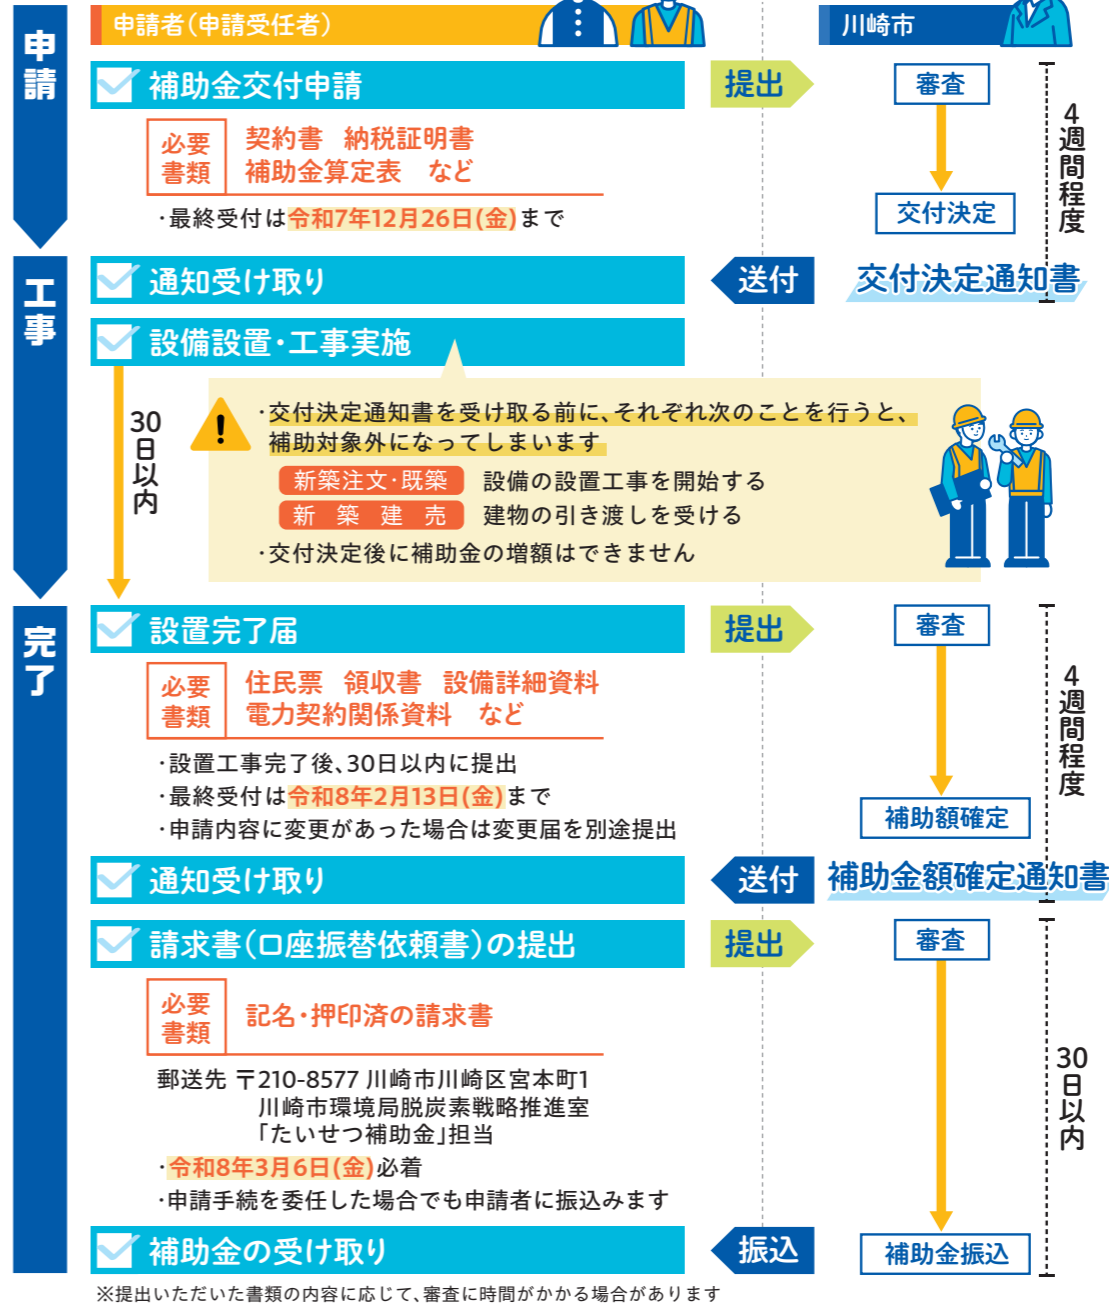 申請
申請者(申請受任者)
川崎市
補助金交付申請
提出
審査
必要
書類
契約書 納税証明書
補助金算定表 など
・最終受付は令和7年12月26日(金)まで
交付決定
4週間程度
工事
通知受け取り
送付
交付決定通知書
設備設置・工事実施
30日以内
!
・交付決定通知書を受け取る前に、それぞれ次のことを行うと、
補助対象外になってしまいます
新築注文・既築 設備の設置工事を開始する
新築建売 建物の引き渡しを受ける
・交付決定後に補助金の増額はできません
完了
設置完了届
提出
審査
必要
書類
住民票 領収書 設備詳細資料
電力契約関係資料 など
・設置工事完了後、30日以内に提出
・最終受付は令和8年2月13日(金)まで
・申請内容に変更があった場合は変更届を別途提出
補助額確定
4週間程度
通知受け取り
送付
補助金額確定通知書
請求書(口座振替依頼書)の提出
提出
審査
必要
書類
記名・押印済の請求書
郵送先 〒210-8577 川崎市川崎区宮本町1
川崎市環境局脱炭素戦略推進室
「たいせつ補助金」担当
・令和8年3月6日(金)必着
・申請手続を委任した場合でも申請者に振込みます
30日以内
補助金の受け取り
振込
補助金振込
※提出いただいた書類の内容に応じて、審査に時間がかかる場合があります